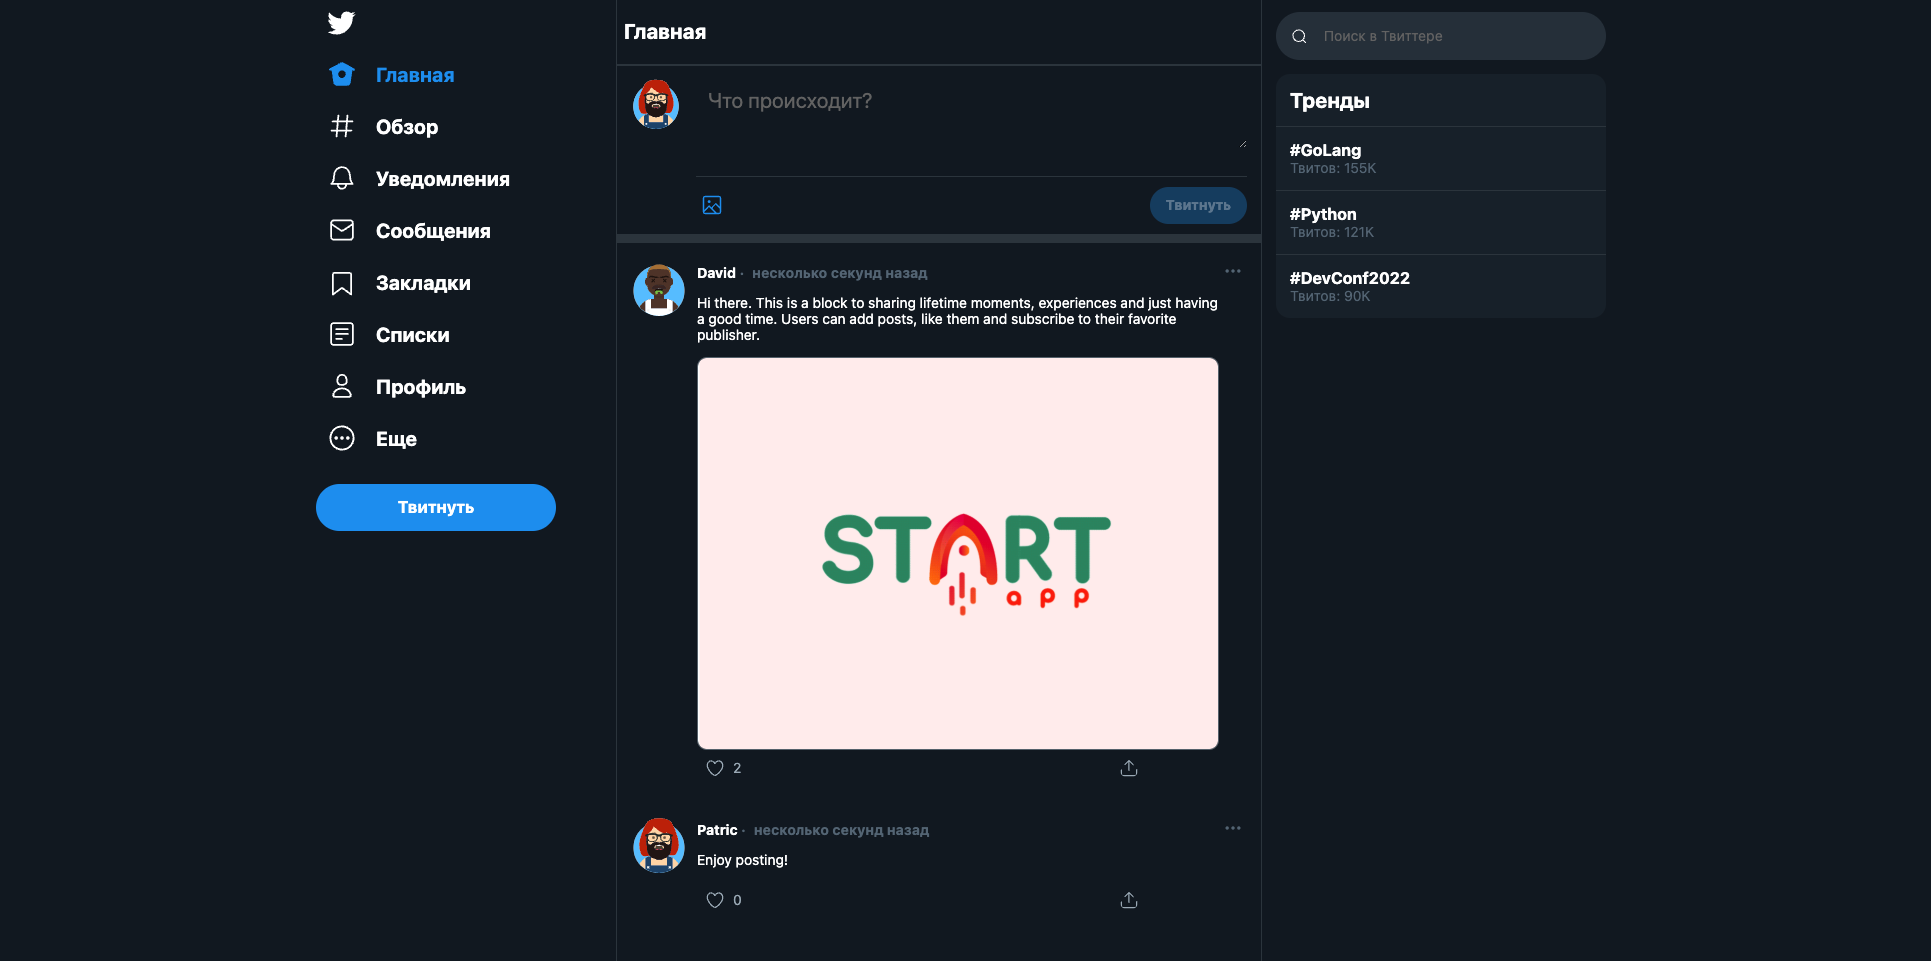 Главная
Обзор
Уведомления
Сообщения
Закладки
Списки
Профиль
Еще
Твитнуть
Главная
Что происходит?
Твитнуть
David · несколько секунд назад
Hi there. This is a block to sharing lifetime moments, experiences and just having
a good time. Users can add posts, like them and subscribe to their favorite
publisher.
START
app
2
Patric · несколько секунд назад
Enjoy posting!
0
Поиск в Твиттере
Тренды
#GoLang
Твитов: 155K
#Python
Твитов: 121K
#DevConf2022
Твитов: 90K